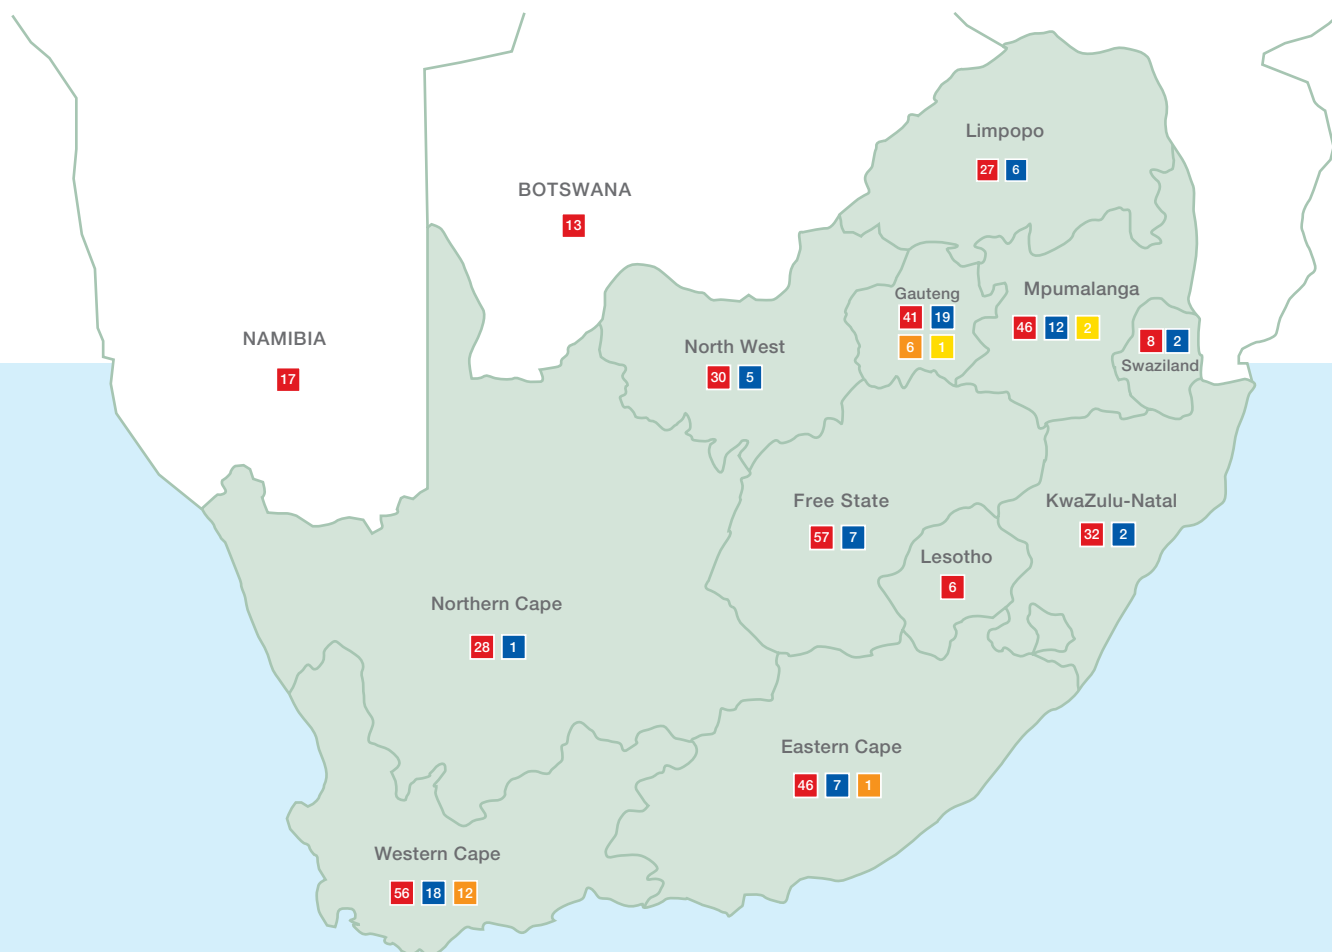 Limpopo
27 6
BOTSWANA
13
Gauteng
41 19
6 1
Mpumalanga
46 12 2
8 2
Swaziland
NAMIBIA
17
North West
30 5
Free State
57 7
KwaZulu-Natal
32 2
Lesotho
6
Northern Cape
28 1
Eastern Cape
46 7 1
Western Cape
56 18 12